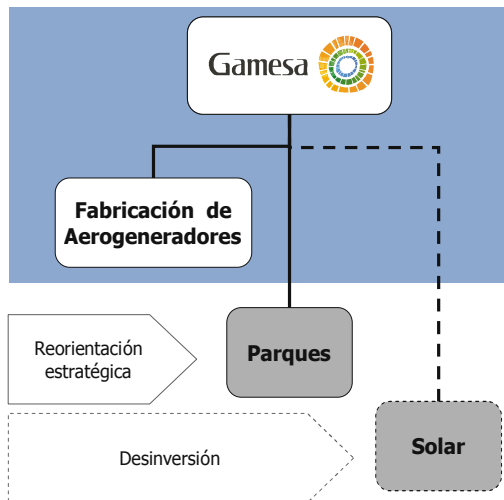 Gamesa
Fabricación de
Aerogeneradores
Reorientación
estratégica
Parques
Desinversión
Solar